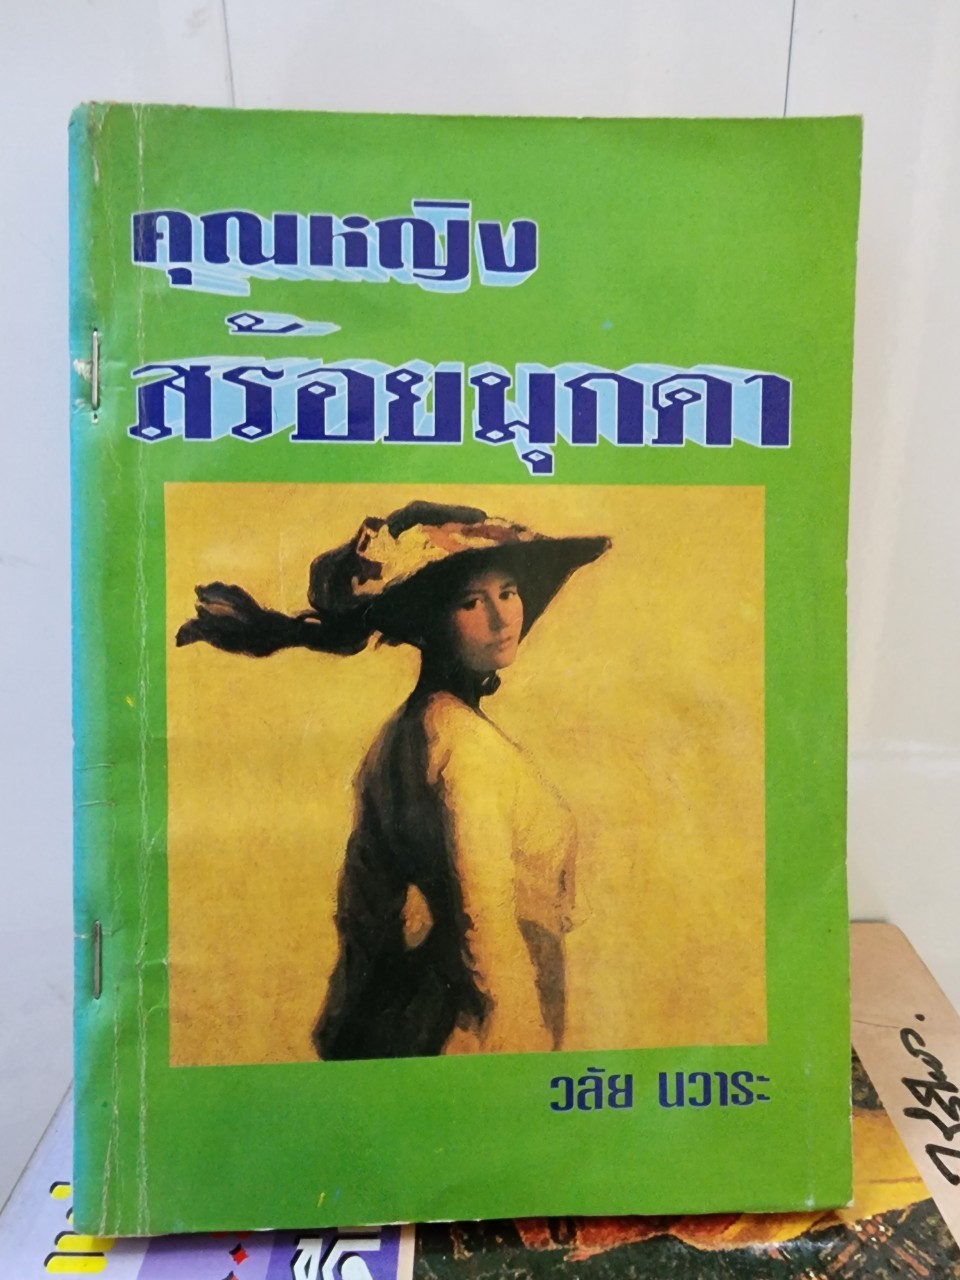 คุณหญิง
สร้อยมุกดา
วลัย นวาระ